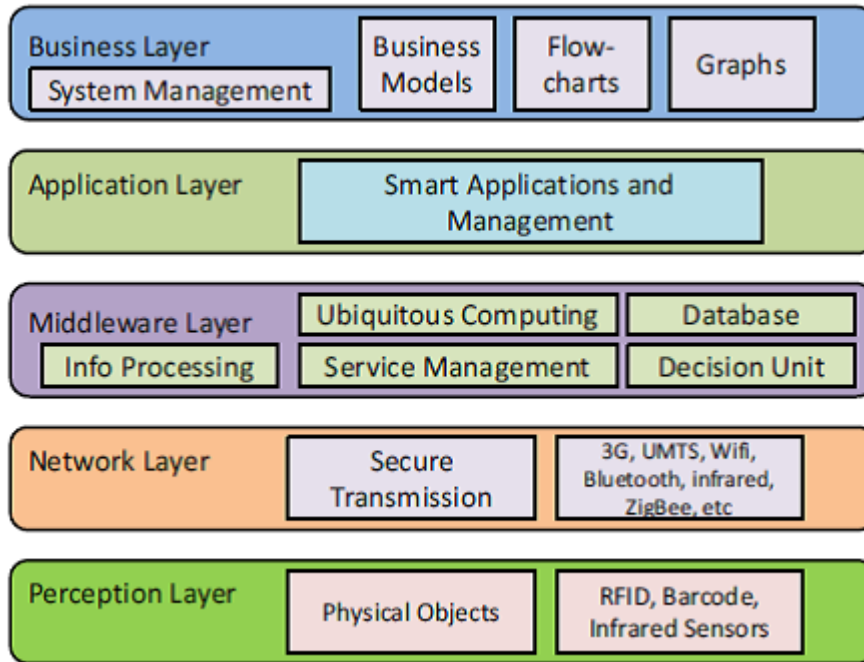 Business Layer
System Management
Business
Models
Flow-
charts
Graphs
Application Layer
Smart Applications and
Management
Middleware Layer
Ubiquitous Computing
Database
Info Processing
Service Management
Decision Unit
Network Layer
Secure
Transmission
3G, UMTS, Wifi,
Bluetooth, infrared,
ZigBee, etc
Perception Layer
Physical Objects
RFID, Barcode,
Infrared Sensors